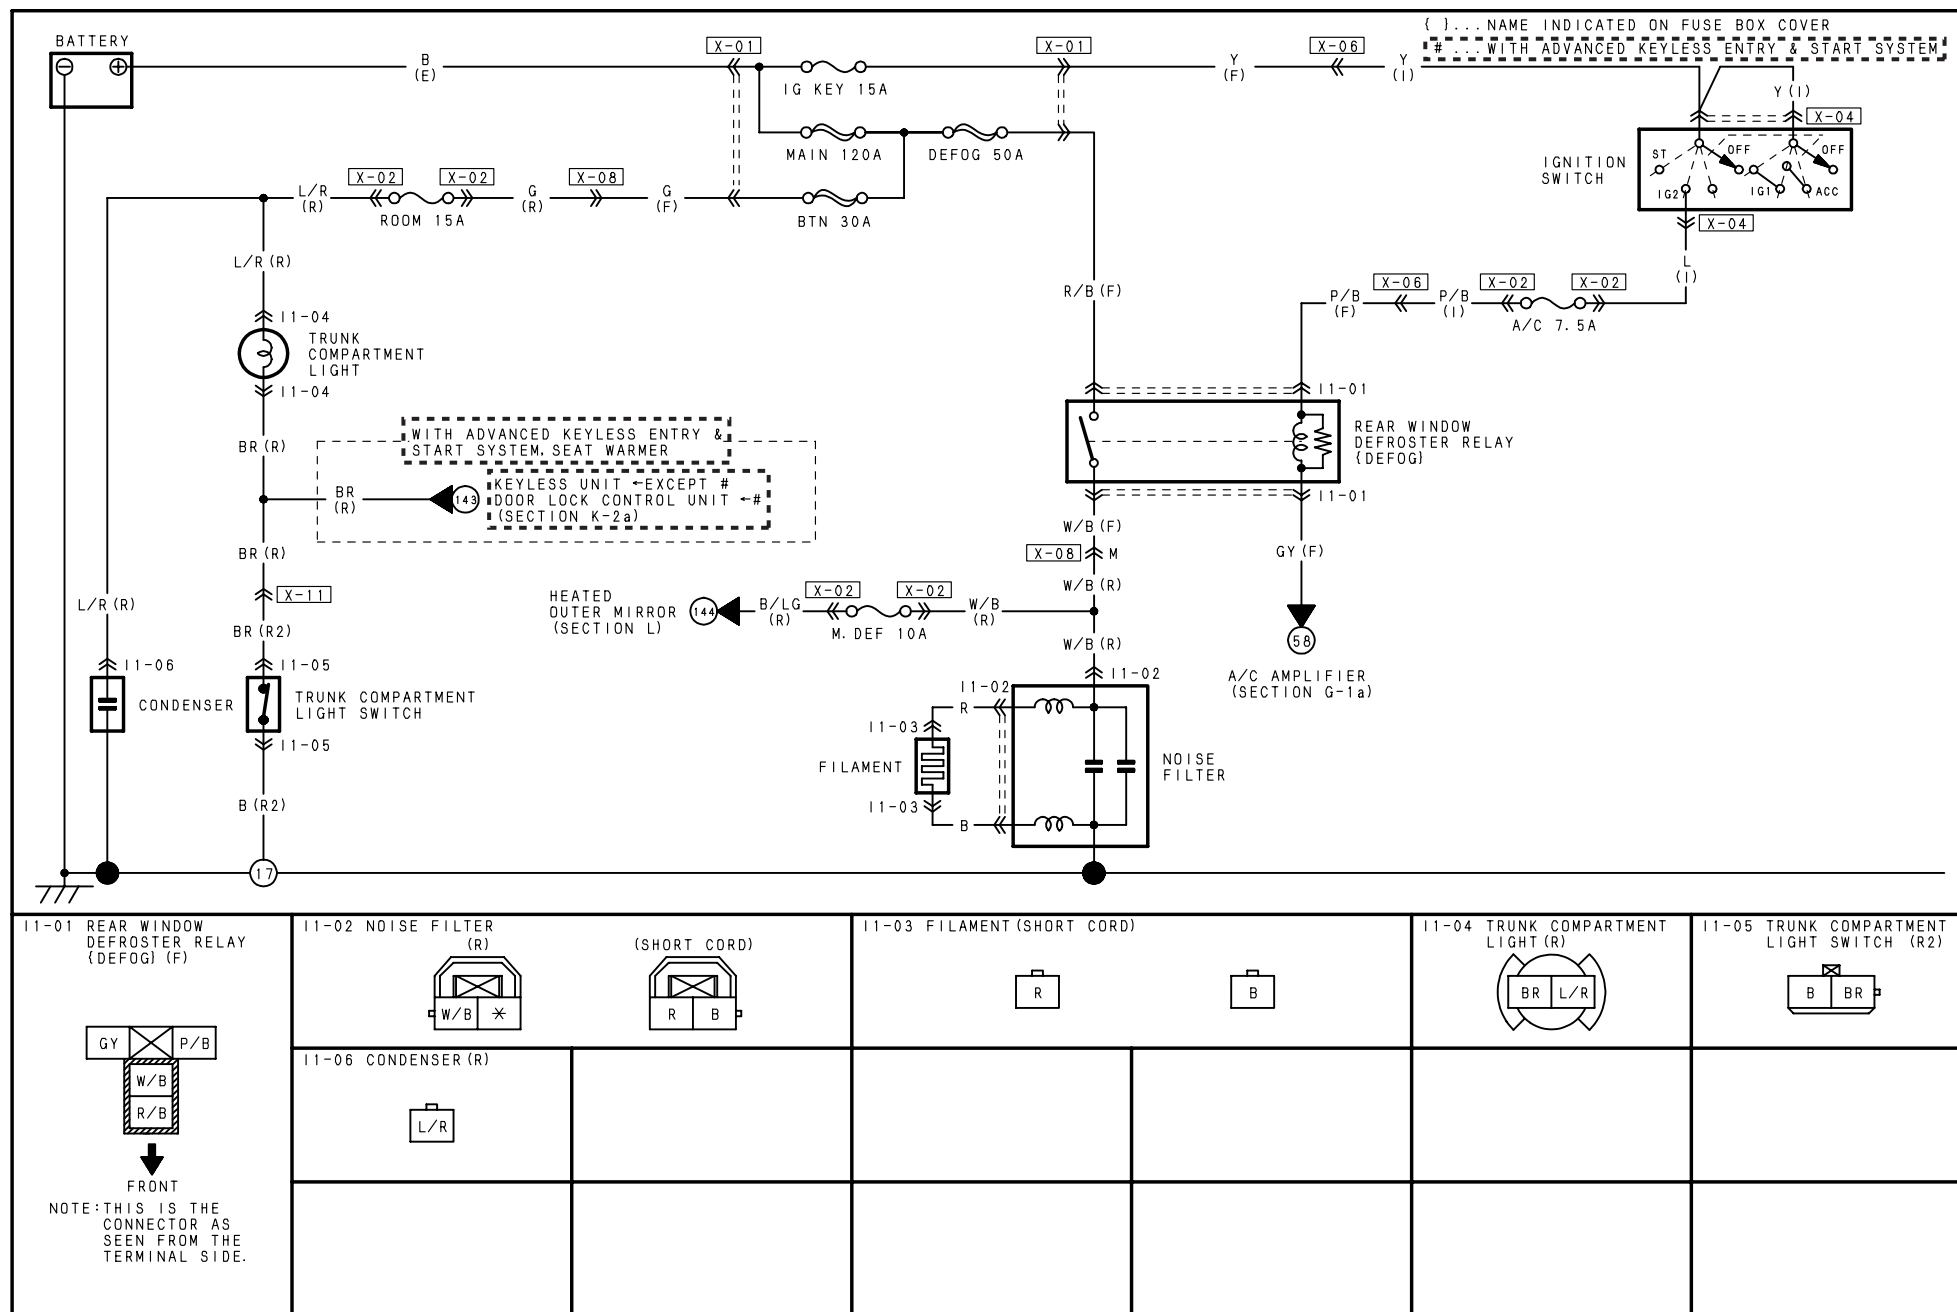 { }...NAME INDICATED ON FUSE BOX COVER
# ...WITH ADVANCED KEYLESS ENTRY & START SYSTEM
BATTERY
B
(E)
X-01
IG KEY 15A
X-01
Y
(F)
X-06
Y
(I)
Y(I)
X-04
MAIN 120A
DEFOG 50A
IGNITION
SWITCH
ST
OFF
OFF
IG2
IG1
ACC
X-04
L/R
(R)
X-02
ROOM 15A
X-02
G
(R)
X-08
G
(F)
BTN 30A
L/R(R)
R/B(F)
P/B
(F)
X-06
P/B
(I)
X-02
A/C 7.5A
X-02
L
(I)
I1-04
TRUNK
COMPARTMENT
LIGHT
I1-04
I1-01
REAR WINDOW
DEFROSTER RELAY
{DEFOG}
I1-01
BR(R)
WITH ADVANCED KEYLESS ENTRY &
START SYSTEM,SEAT WARMER
BR
(R)
143
KEYLESS UNIT ←EXCEPT #
DOOR LOCK CONTROL UNIT ←#
(SECTION K-2a)
BR(R)
W/B(F)
X-08
M
W/B(R)
GY(F)
L/R(R)
X-11
BR(R2)
HEATED
OUTER MIRROR
(SECTION L)
144
B/LG
(R)
X-02
M.DEF 10A
X-02
W/B
(R)
W/B(R)
58
A/C AMPLIFIER
(SECTION G-1a)
I1-06
CONDENSER
I1-05
TRUNK COMPARTMENT
LIGHT SWITCH
I1-05
I1-02
I1-02
R
I1-03
FILAMENT
I1-03
B
NOISE
FILTER
B(R2)
17
I1-01 REAR WINDOW
DEFROSTER RELAY
{DEFOG}(F)
GY
P/B
W/B
R/B
FRONT
NOTE:THIS IS THE
CONNECTOR AS
SEEN FROM THE
TERMINAL SIDE.
I1-02 NOISE FILTER
(R)
(SHORT CORD)
W/B
*
R
B
I1-03 FILAMENT(SHORT CORD)
R
B
I1-04 TRUNK COMPARTMENT
LIGHT(R)
BR
L/R
I1-05 TRUNK COMPARTMENT
LIGHT SWITCH (R2)
B
BR
I1-06 CONDENSER(R)
L/R